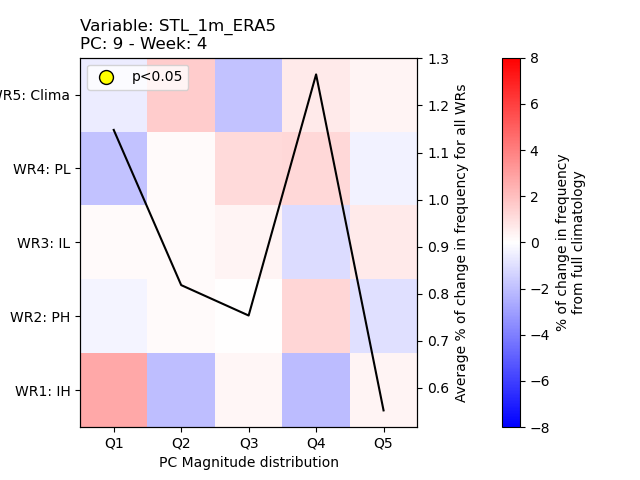 Variable: STL_1m_ERA5
PC: 9 - Week: 4
p<0.05
WR5: Clima
WR4: PL
WR3: IL
WR2: PH
WR1: IH
Q1 Q2 Q3 Q4 Q5
PC Magnitude distribution
1.3
1.2
1.1
1.0
0.9
0.8
0.7
0.6
Average % of change in frequency for all WRs
8
6
4
2
0
−2
−4
−6
−8
% of change in frequency
from full climatology